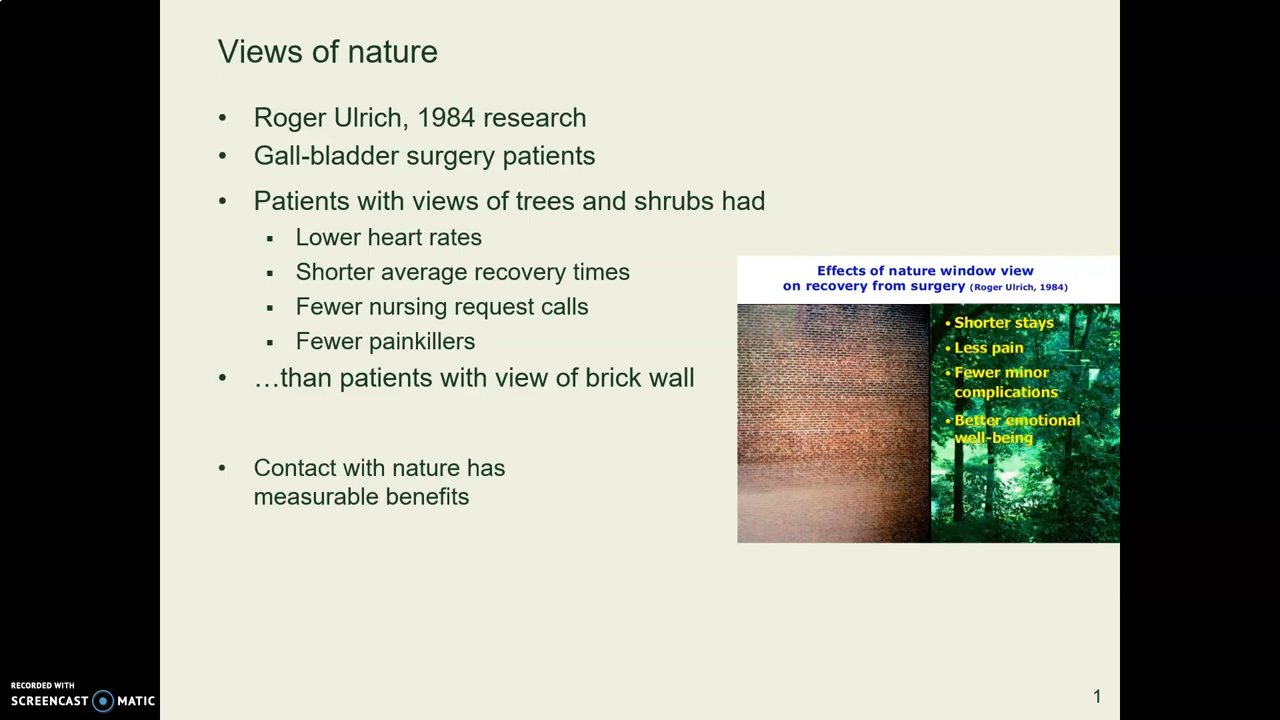 Views of nature
• Roger Ulrich, 1984 research
• Gall-bladder surgery patients
• Patients with views of trees and shrubs had
▪ Lower heart rates
▪ Shorter average recovery times
▪ Fewer nursing request calls
▪ Fewer painkillers
• …than patients with view of brick wall
• Contact with nature has
measurable benefits
Effects of nature window view
on recovery from surgery (Roger Ulrich, 1984)
• Shorter stays
• Less pain
• Fewer minor
complications
• Better emotional
well-being
RECORDED WITH
SCREENCAST MATIC
1